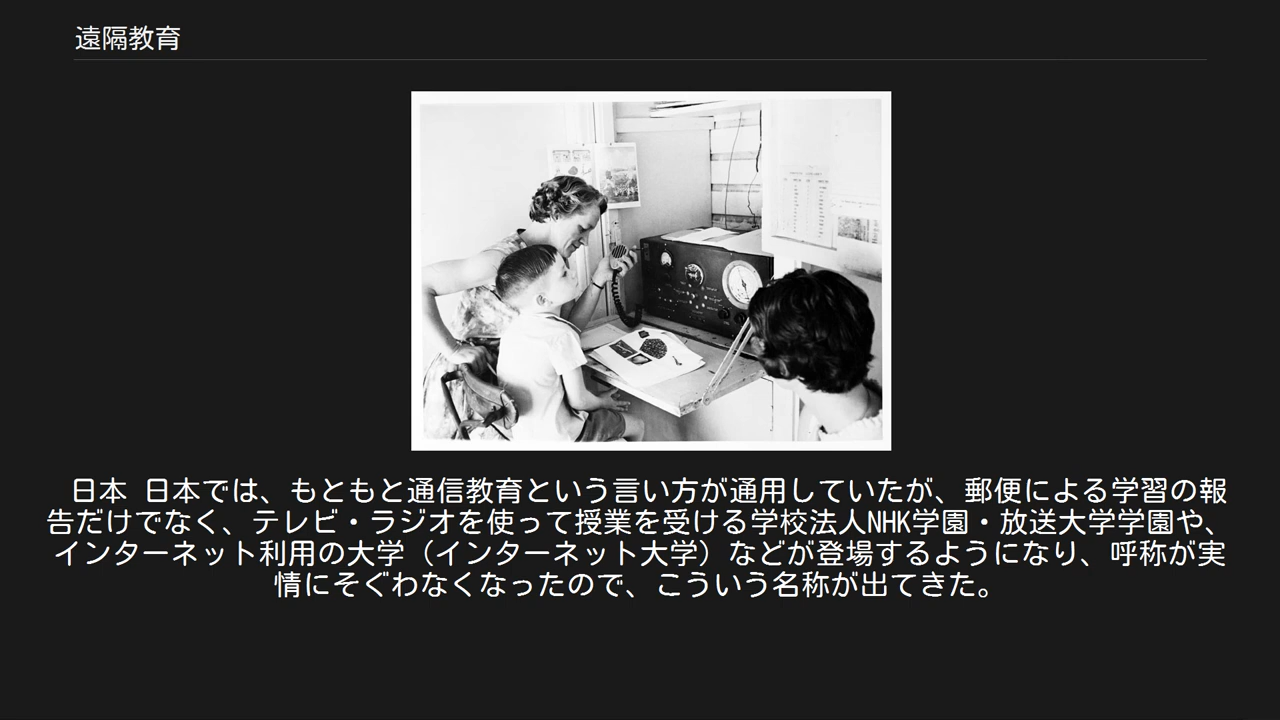 遠隔教育
日本 日本では、もともと通信教育という言い方が通用していたが、郵便による学習の報
告だけでなく、テレビ・ラジオを使って授業を受ける学校法人NHK学園・放送大学学園や、
インターネット利用の大学（インターネット大学）などが登場するようになり、呼称が実
情にそぐわなくなったので、こういう名称が出てきた。